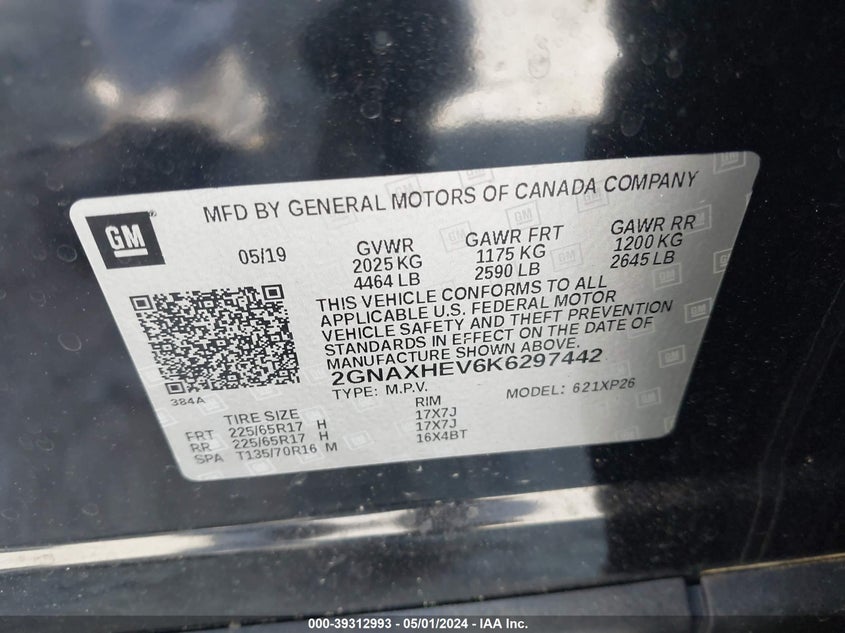 MFD BY GENERAL MOTORS OF CANADA COMPANY
GM
05/19 GVWR GAWR FRT GAWR RR
2025 KG 1175 KG 1200 KG
4464 LB 2590 LB 2645 LB
THIS VEHICLE CONFORMS TO ALL
APPLICABLE U.S. FEDERAL MOTOR
VEHICLE SAFETY AND THEFT PREVENTION
STANDARDS IN EFFECT ON THE DATE OF
MANUFACTURE SHOWN ABOVE.
2GNAXHEV6K6297442
384A
TYPE: M.P.V. MODEL: 621XP26
TIRE SIZE RIM
FRT 225/65R17 H 17X7J
RR 225/65R17 H 17X7J
SPA T135/70R16 M 16X4BT
000-39312993 - 05/01/2024 - IAA Inc.